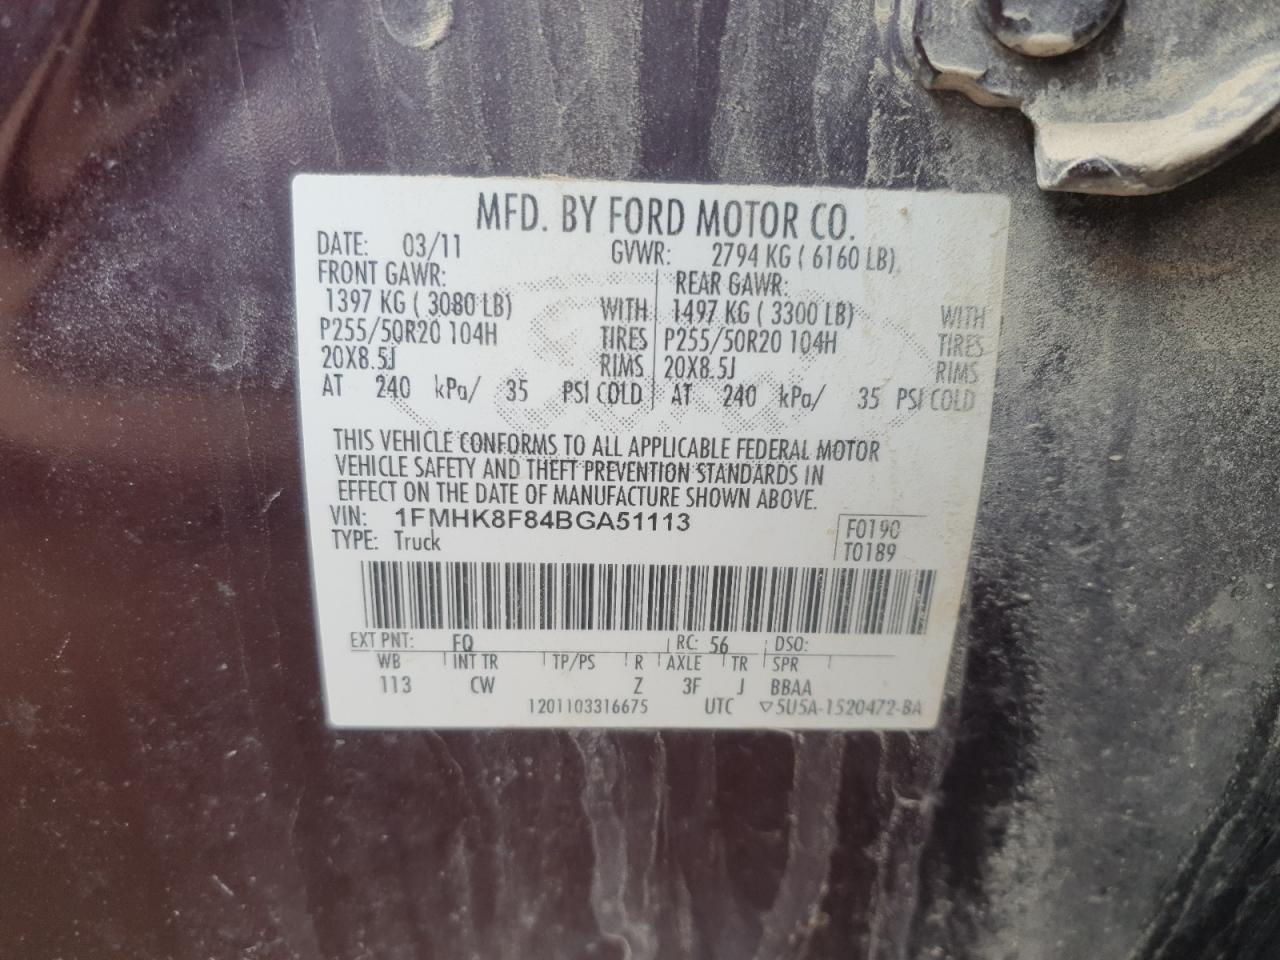 MFD. BY FORD MOTOR CO.
DATE: 03/11 GVWR: 2794 KG ( 6160 LB)
FRONT GAWR: REAR GAWR:
1397 KG ( 3080 LB) WITH 1497 KG ( 3300 LB) WITH
P255/50R20 104H TIRES P255/50R20 104H TIRES
20X8.5J RIMS 20X8.5J RIMS
AT 240 kPa/ 35 PSI COLD AT 240 kPa/ 35 PSI COLD
THIS VEHICLE CONFORMS TO ALL APPLICABLE FEDERAL MOTOR
VEHICLE SAFETY AND THEFT PREVENTION STANDARDS IN
EFFECT ON THE DATE OF MANUFACTURE SHOWN ABOVE.
VIN: 1FMHK8F84BGA51113 F0190
TYPE: Truck T0189
EXT PNT: FQ RC: 56 DSO:
WB INT TR TP/PS R AXLE TR SPR
113 CW Z 3F J BBAA
1201103316675 UTC ▽5U5A-1520472-BA